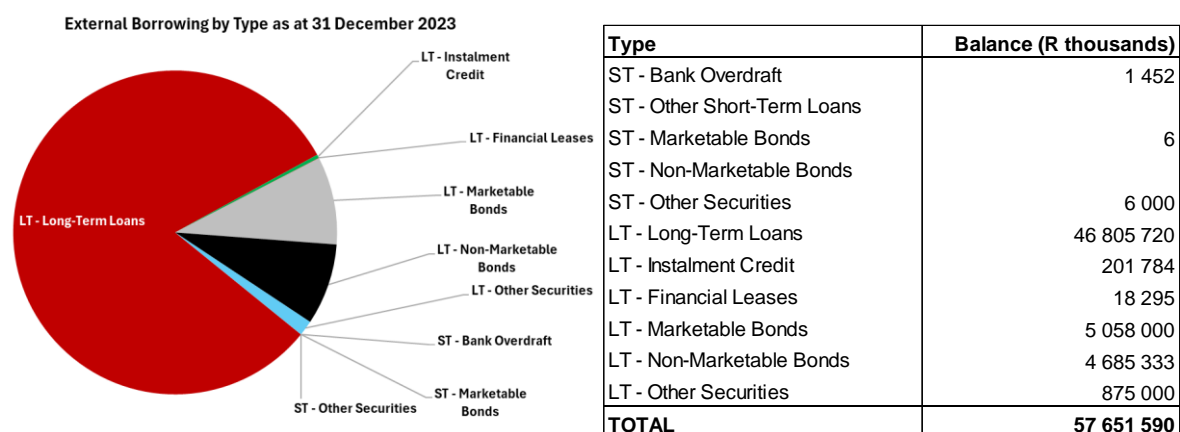 External Borrowing by Type as at 31 December 2023
LT - Instalment
Credit
LT - Financial Leases
LT - Marketable
Bonds
LT - Long-Term Loans
LT - Non-Marketable
Bonds
LT - Other Securities
ST - Bank Overdraft
ST - Marketable
Bonds
ST - Other Securities
Type Balance (R thousands)
ST - Bank Overdraft 1 452
ST - Other Short-Term Loans
ST - Marketable Bonds 6
ST - Non-Marketable Bonds
ST - Other Securities 6 000
LT - Long-Term Loans 46 805 720
LT - Instalment Credit 201 784
LT - Financial Leases 18 295
LT - Marketable Bonds 5 058 000
LT - Non-Marketable Bonds 4 685 333
LT - Other Securities 875 000
TOTAL 57 651 590